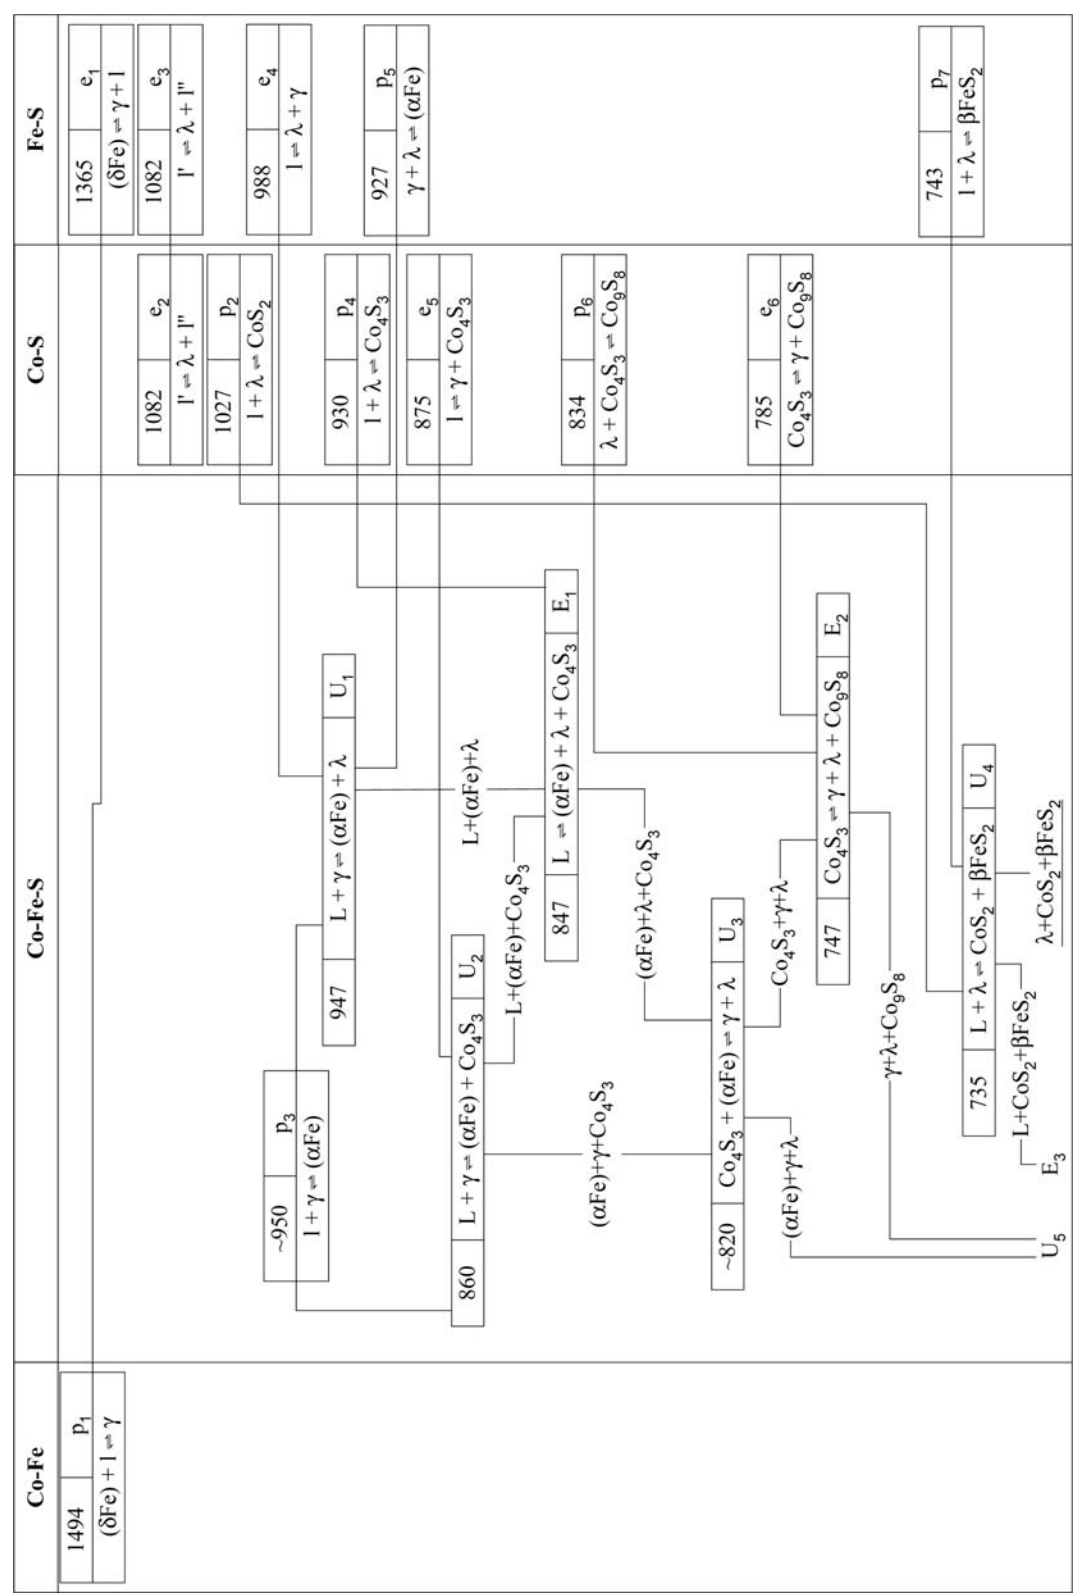 Co-Fe
Co-Fe-S
Co-S
Fe-S
1494 p₁
(δFe) + l ⇌ γ
1365 e₁
(δFe) ⇌ γ + l
1082 e₂
l' ⇌ λ + l''
1082 e₃
l' ⇌ λ + l''
1027 p₂
l + λ ⇌ CoS₂
988 e₄
l ⇌ λ + γ
~950 p₃
l + γ ⇌ (αFe)
947 L + γ ⇌ (αFe) + λ U₁
930 p₄
l + λ ⇌ Co₄S₃
927 p₅
γ + λ ⇌ (αFe)
875 e₅
l ⇌ γ + Co₄S₃
860 L + γ ⇌ (αFe) + Co₄S₃ U₂
L+(αFe)+λ
L+(αFe)+Co₄S₃
847 L ⇌ (αFe) + λ + Co₄S₃ E₁
834 p₆
λ + Co₄S₃ ⇌ Co₉S₈
(αFe)+γ+Co₄S₃
(αFe)+λ+Co₄S₃
~820 Co₄S₃ + (αFe) ⇌ γ + λ U₃
785 e₆
Co₄S₃ ⇌ γ + Co₉S₈
(αFe)+γ+λ
Co₄S₃+γ+λ
747 Co₄S₃ ⇌ γ + λ + Co₉S₈ E₂
γ+λ+Co₉S₈
743 p₇
l + λ ⇌ βFeS₂
735 L + λ ⇌ CoS₂ + βFeS₂ U₄
L+CoS₂+βFeS₂
λ+CoS₂+βFeS₂
U₅
E₃